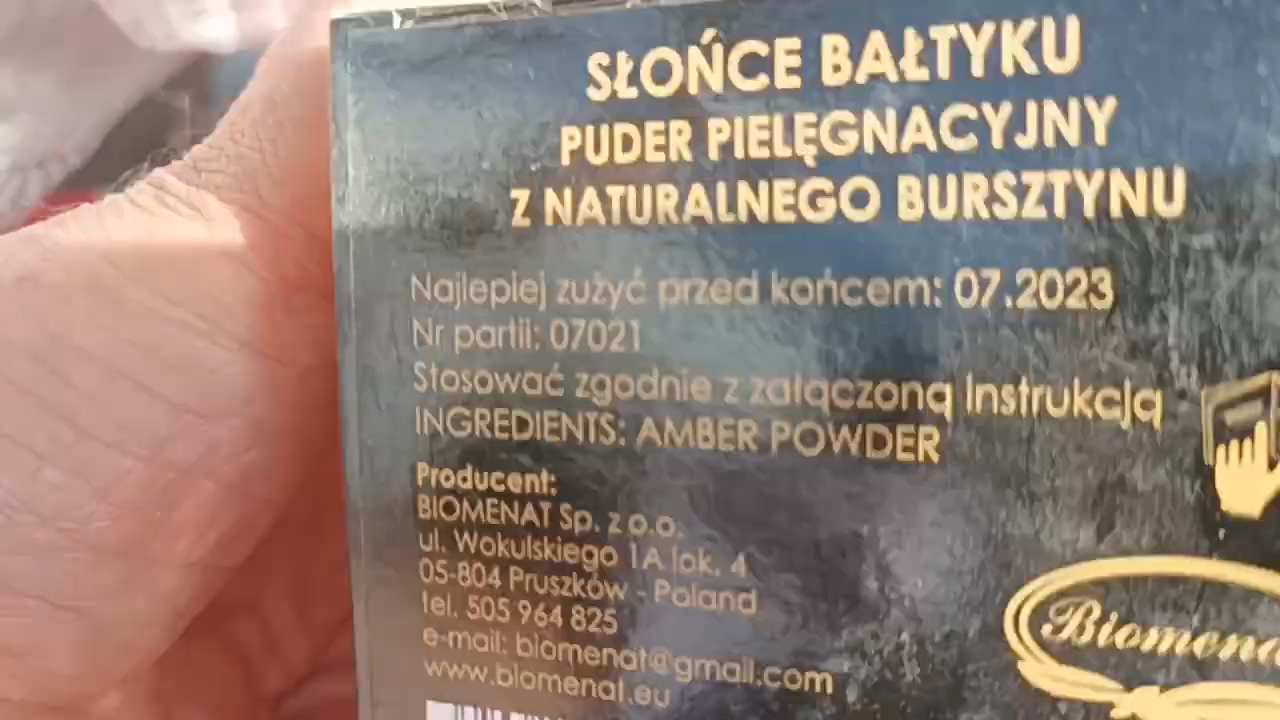 SŁOŃCE BAŁTYKU
PUDER PIELĘGNACYJNY
Z NATURALNEGO BURSZTYNU
Najlepiej zużyć przed końcem: 07.2023
Nr partii: 07021
Stosować zgodnie z załączoną Instrukcją
INGREDIENTS: AMBER POWDER
Producent:
BIOMENAT Sp. z o.o.
ul. Wokulskiego 1A lok. 4
05-804 Pruszków - Poland
tel. 505 964 825
e-mail: biomenat@gmail.com
www.biomenat.eu
Biomena